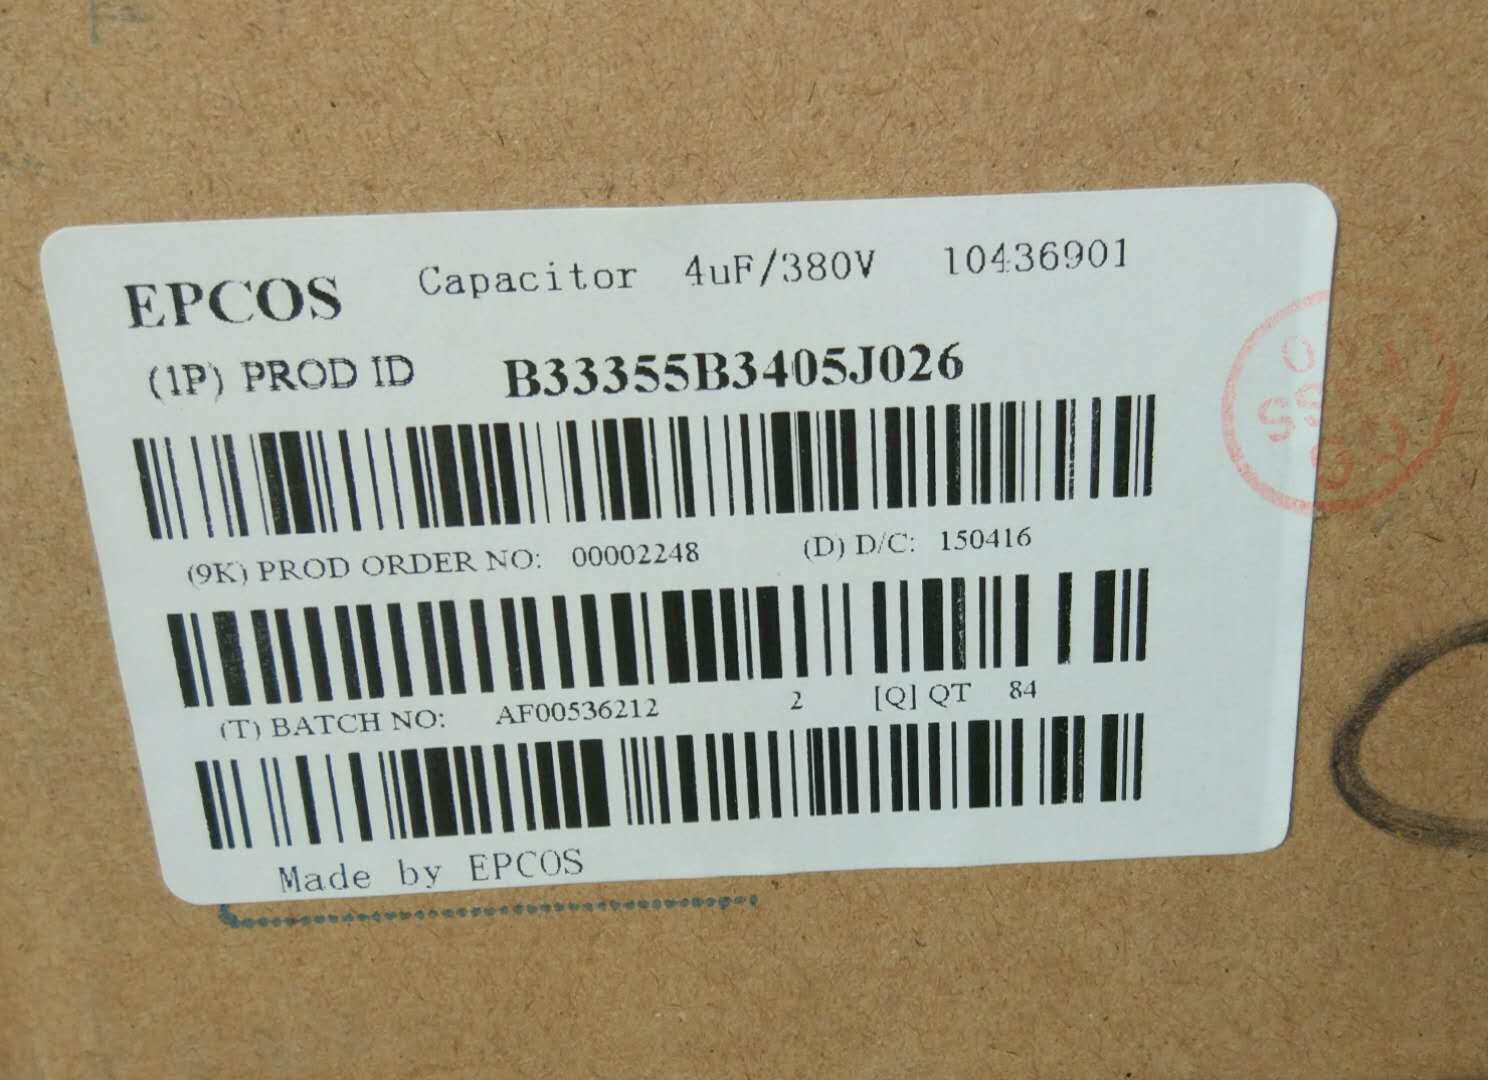 EPCOS Capacitor 4uF/380V 10436901
(1P) PROD ID B33355B3405J026
(9K) PROD ORDER NO: 00002248 (D) D/C: 150416
(T) BATCH NO: AF00536212 2 [Q] QT 84
Made by EPCOS